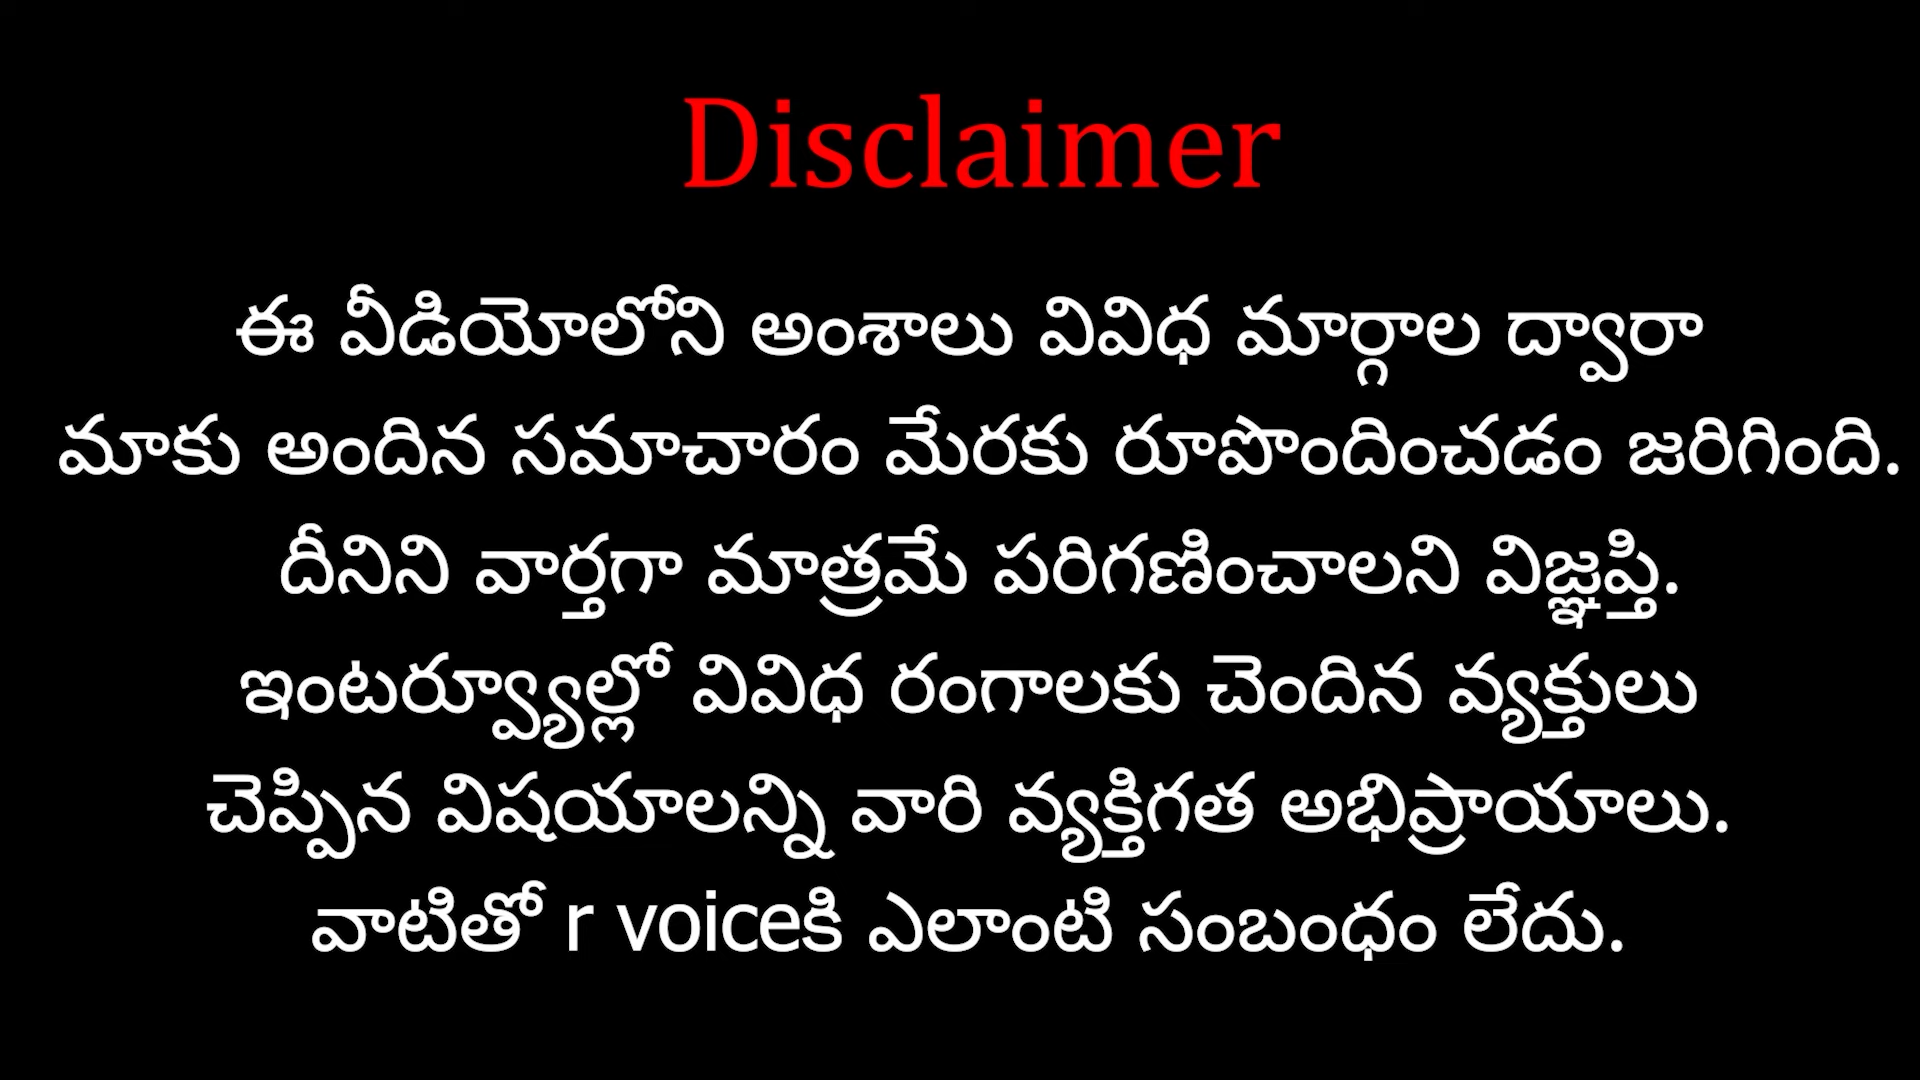 Disclaimer
ఈ వీడియోలోని అంశాలు వివిధ మార్గాల ద్వారా
మాకు అందిన సమాచారం మేరకు రూపొందించడం జరిగింది.
దీనిని వార్తగా మాత్రమే పరిగణించాలని విజ్ఞప్తి.
ఇంటర్వ్యూల్లో వివిధ రంగాలకు చెందిన వ్యక్తులు
చెప్పిన విషయాలన్ని వారి వ్యక్తిగత అభిప్రాయాలు.
వాటితో r voiceకి ఎలాంటి సంబంధం లేదు.